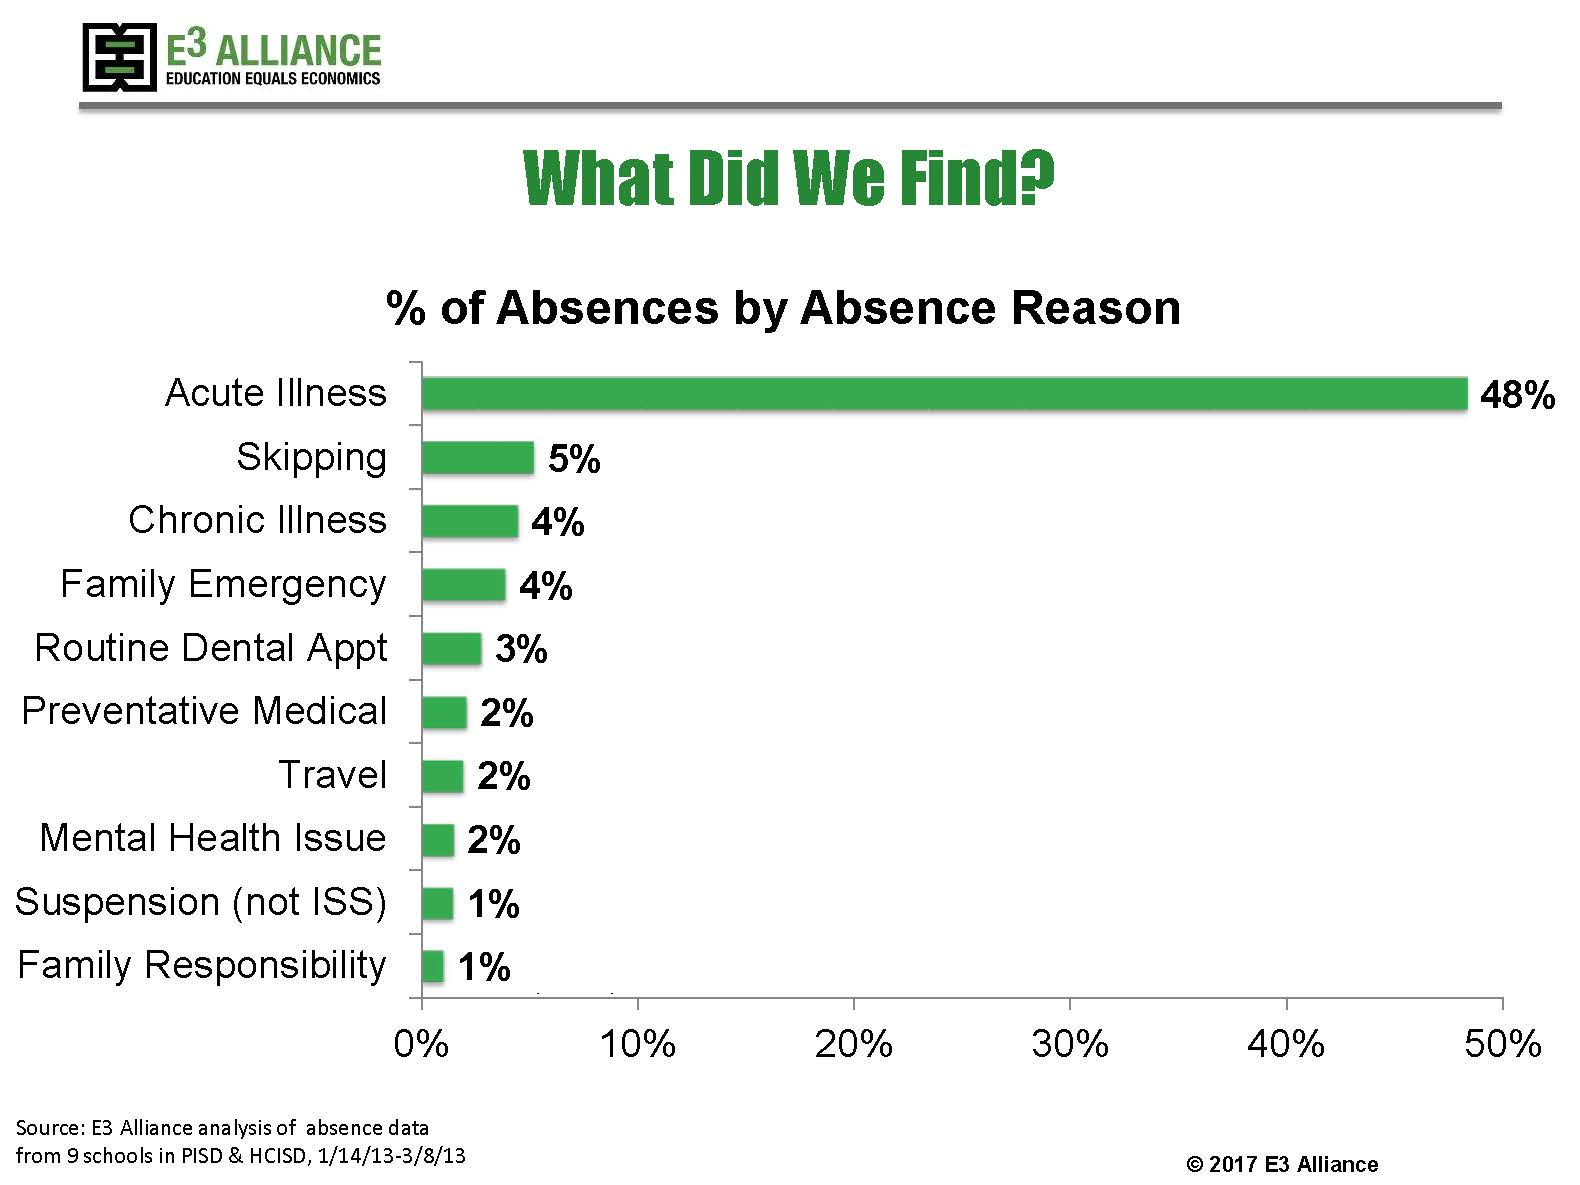 E3 ALLIANCE
EDUCATION EQUALS ECONOMICS
What Did We Find?
% of Absences by Absence Reason
Acute Illness 48%
Skipping 5%
Chronic Illness 4%
Family Emergency 4%
Routine Dental Appt 3%
Preventative Medical 2%
Travel 2%
Mental Health Issue 2%
Suspension (not ISS) 1%
Family Responsibility 1%
0% 10% 20% 30% 40% 50%
Source: E3 Alliance analysis of absence data
from 9 schools in PISD & HCISD, 1/14/13-3/8/13
© 2017 E3 Alliance